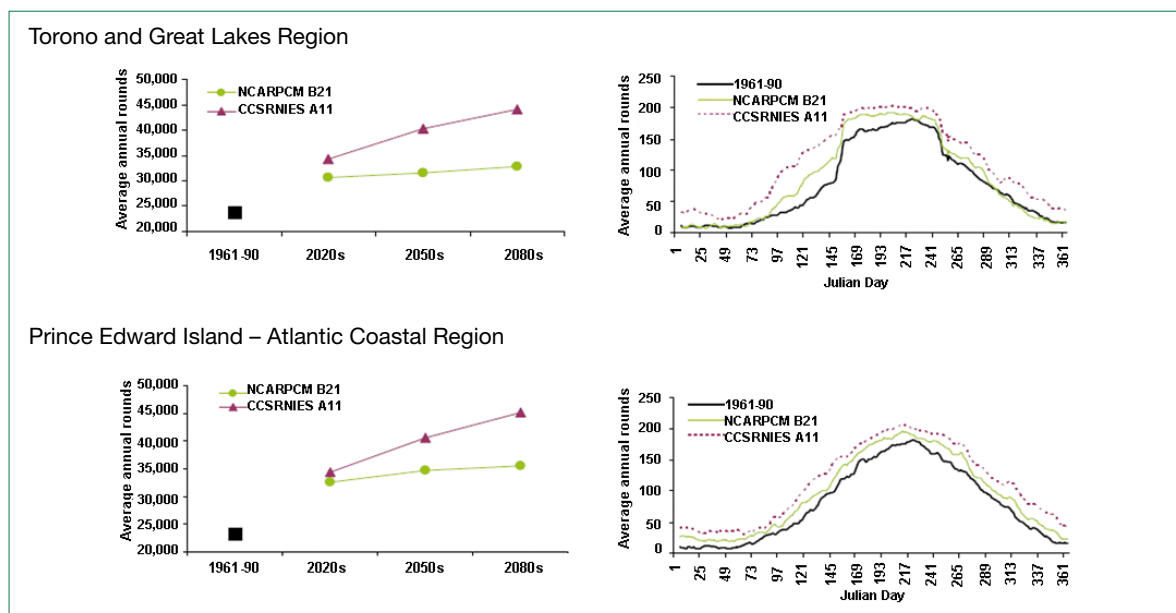 Torono and Great Lakes Region
Average annual rounds
50,000
45,000
40,000
35,000
30,000
25,000
20,000
NCARPCM B21
CCSRNIES A11
1961-90 2020s 2050s 2080s
Average annual rounds
250
200
150
100
50
0
1961-90
NCARPCM B21
CCSRNIES A11
1 25 49 73 97 121 145 169 193 217 241 265 289 313 337 361
Julian Day
Prince Edward Island – Atlantic Coastal Region
Average annual rounds
50,000
45,000
40,000
35,000
30,000
25,000
20,000
NCARPCM B21
CCSRNIES A11
1961-90 2020s 2050s 2080s
Average annual rounds
250
200
150
100
50
0
1961-90
NCARPCM B21
CCSRNIES A11
1 25 49 73 97 121 145 169 193 217 241 265 289 313 337 361
Julian Day